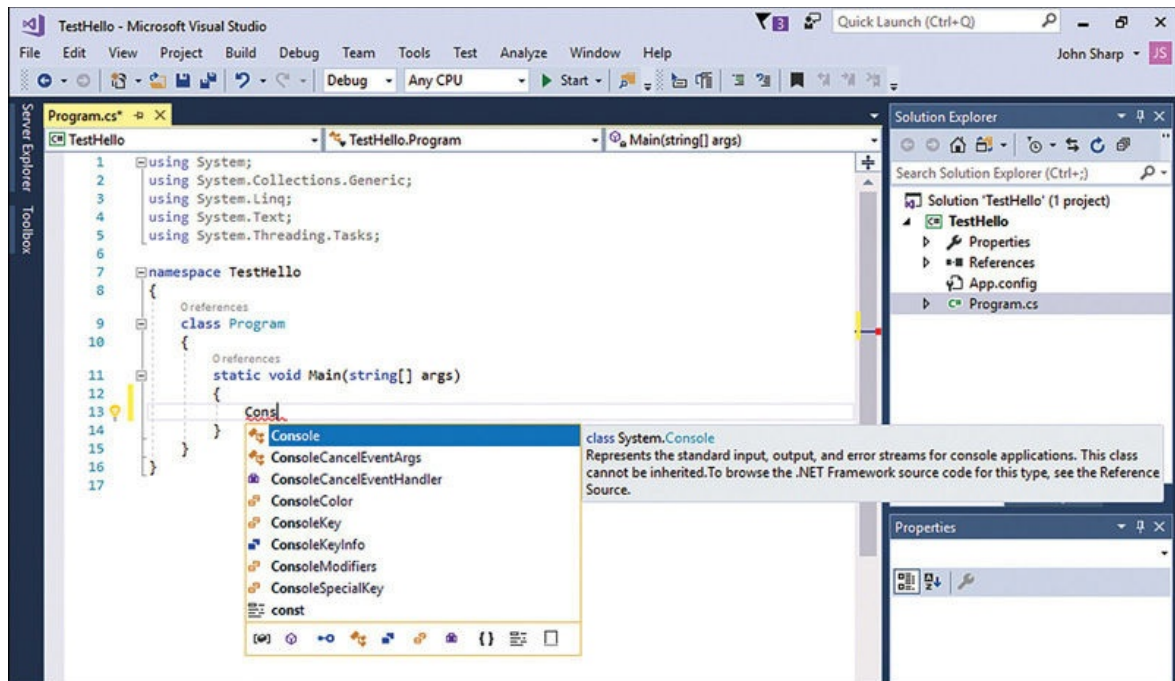 TestHello - Microsoft Visual Studio
3
Quick Launch (Ctrl+Q)
File Edit View Project Build Debug Team Tools Test Analyze Window Help
John Sharp
JS
Debug Any CPU Start
Server Explorer
Toolbox
Program.cs*
C# TestHello
TestHello.Program
Main(string[] args)
1 using System;
2 using System.Collections.Generic;
3 using System.Linq;
4 using System.Text;
5 using System.Threading.Tasks;
6
7 namespace TestHello
8 {
0 references
9 class Program
10 {
0 references
11 static void Main(string[] args)
12 {
13 Cons
14 }
15 }
16 }
17
Console
ConsoleCancelEventArgs
ConsoleCancelEventHandler
ConsoleColor
ConsoleKey
ConsoleKeyInfo
ConsoleModifiers
ConsoleSpecialKey
const
class System.Console
Represents the standard input, output, and error streams for console applications. This class
cannot be inherited.To browse the .NET Framework source code for this type, see the Reference
Source.
Solution Explorer
Search Solution Explorer (Ctrl+;)
Solution 'TestHello' (1 project)
C# TestHello
Properties
References
App.config
C# Program.cs
Properties